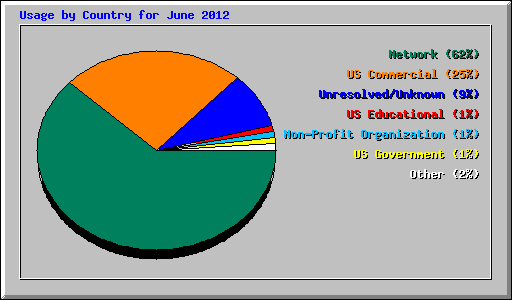 Usage by Country for June 2012
Network (62%)
US Commercial (25%)
Unresolved/Unknown (9%)
US Educational (1%)
Non-Profit Organization (1%)
US Government (1%)
Other (2%)